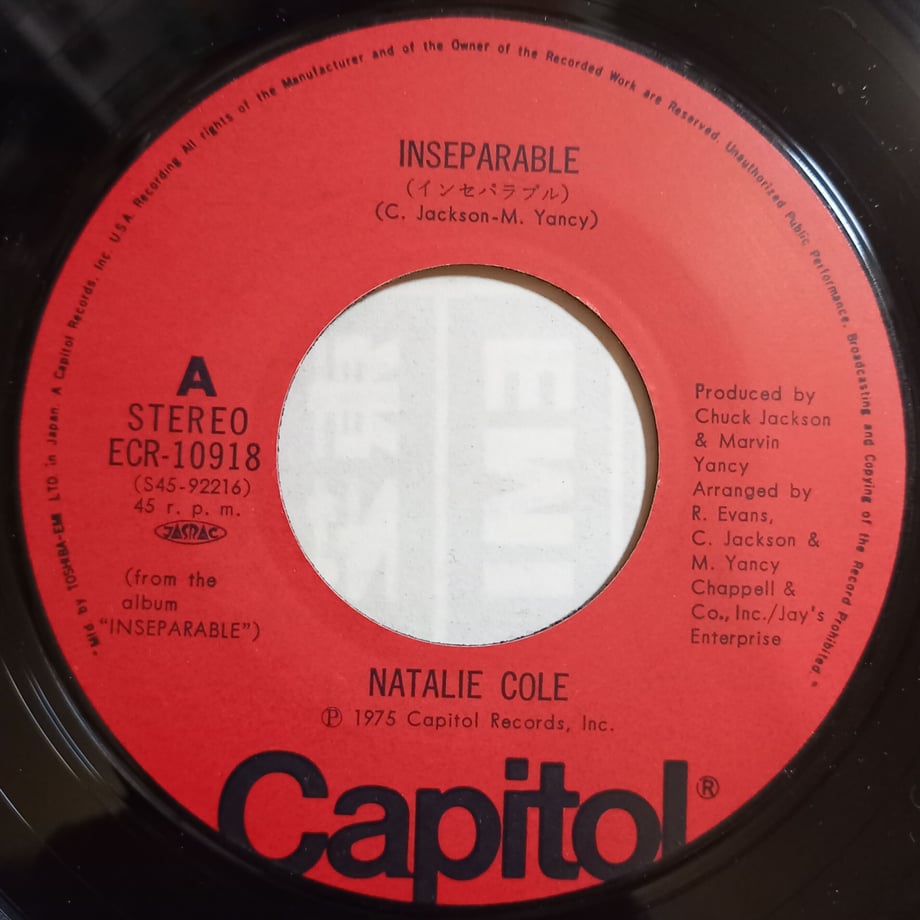 "Mfd by TOSHIBA-EMI LTD in Japan. A Capitol Records, Inc. U.S.A. Recording All rights of the Manufacturer and of the Owner of the Recorded Work are Reserved. Unauthorized Public Performance, Broadcasting and Copying of the Record Prohibited."
INSEPARABLE
(インセパラブル)
(C. Jackson-M. Yancy)
A
STEREO
ECR-10918
(S45-92216)
45 r. p. m.
JASRAC
(from the
album
"INSEPARABLE")
Produced by
Chuck Jackson
& Marvin
Yancy
Arranged by
R. Evans,
C. Jackson &
M. Yancy
Chappell &
Co., Inc./Jay's
Enterprise
NATALIE COLE
℗ 1975 Capitol Records, Inc.
Capitol®